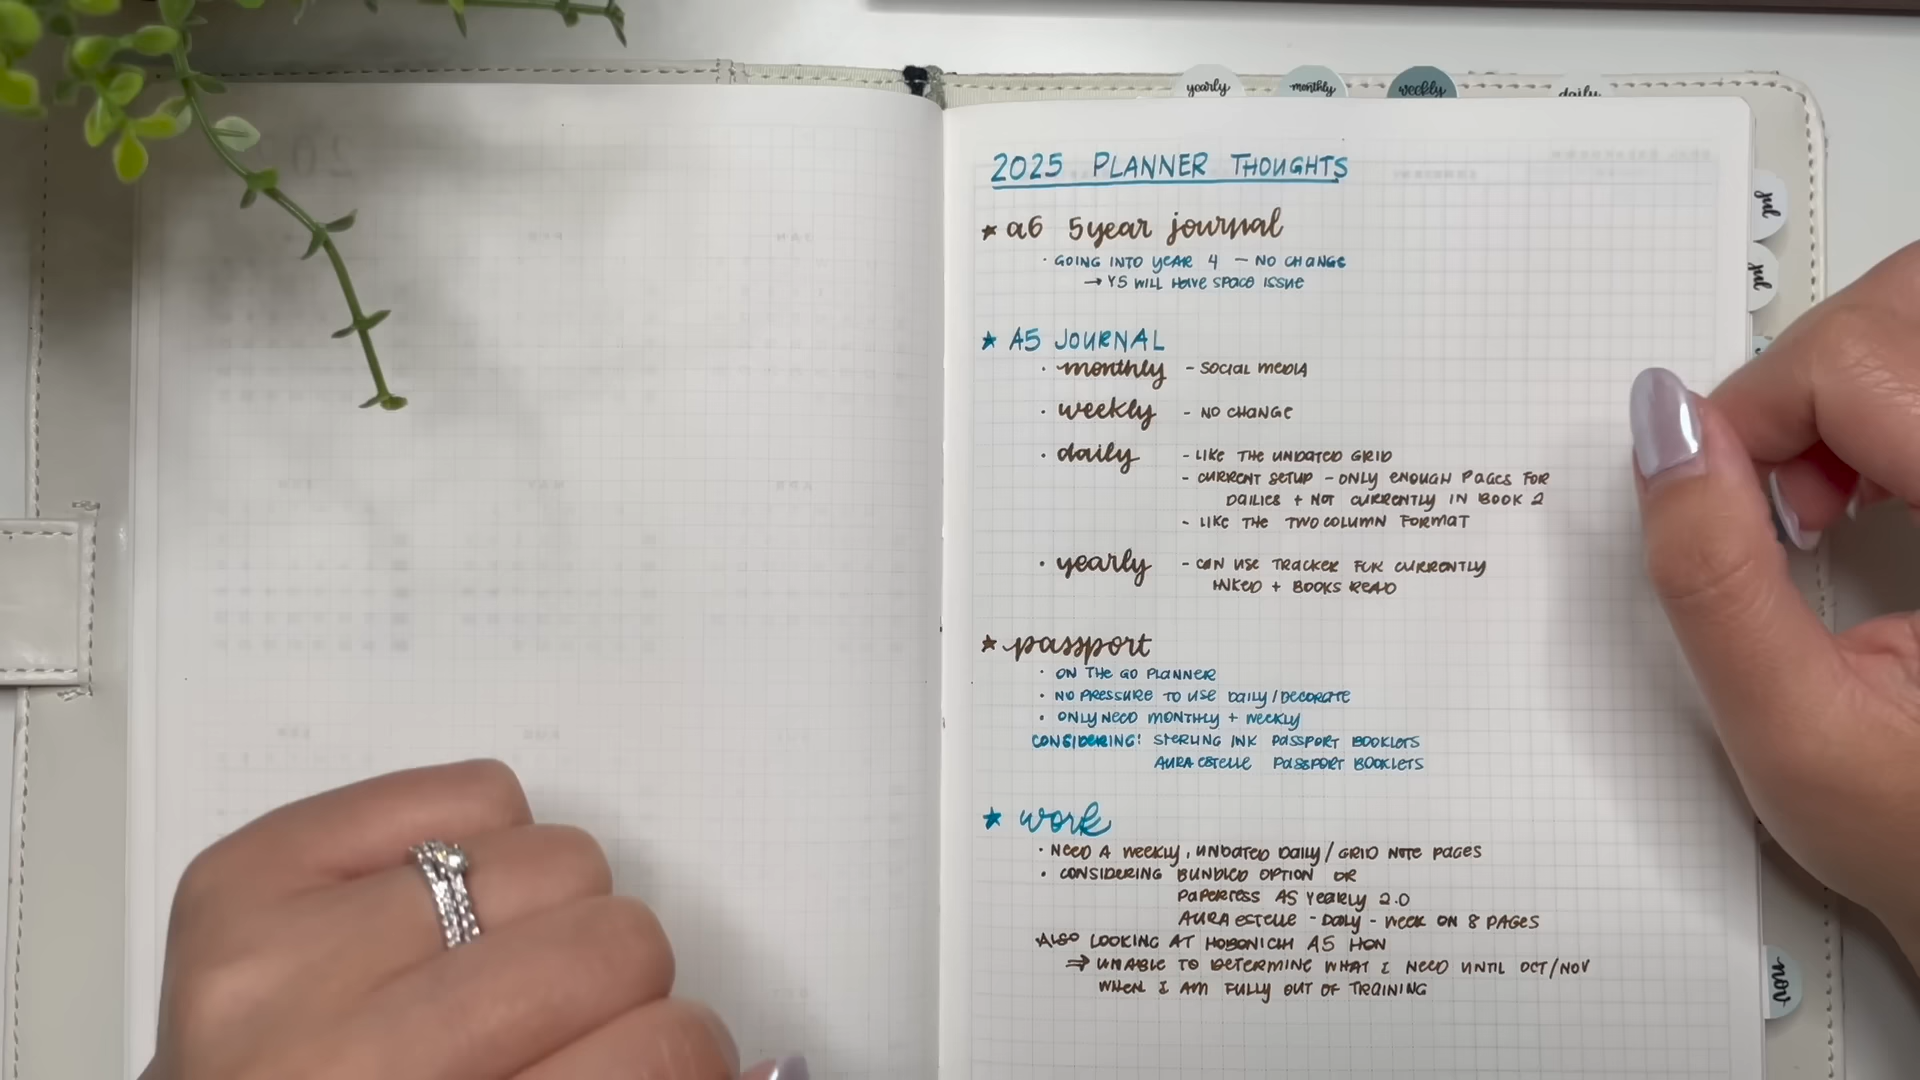 yearly
monthly
weekly
daily
2025 PLANNER THOUGHTS
★ a6 5year journal
· GOING INTO YEAR 4 — NO CHANGE
→ Y5 WILL HAVE SPACE ISSUE
★ A5 JOURNAL
· monthly - SOCIAL MEDIA
· weekly - NO CHANGE
· daily - LIKE THE UNDATED GRID
- CURRENT SETUP - ONLY ENOUGH PAGES FOR
DAILIES + NOT CURRENTLY IN BOOK 2
- LIKE THE TWO COLUMN FORMAT
· yearly - CAN USE TRACKER FOR CURRENTLY
INKED + BOOKS READ
★ passport
· ON THE GO PLANNER
· NO PRESSURE TO USE DAILY/DECORATE
· ONLY NEED MONTHLY + WEEKLY
CONSIDERING: STERLING INK PASSPORT BOOKLETS
AURA ESTELLE PASSPORT BOOKLETS
★ work
· NEED A WEEKLY, UNDATED DAILY/GRID NOTE PAGES
· CONSIDERING BUNDLED OPTION OR
PAPERTESS A5 YEARLY 2.0
AURA ESTELLE - DAILY - WEEK ON 8 PAGES
ALSO LOOKING AT HOBONICHI A5 HON
⇒ UNABLE TO DETERMINE WHAT I NEED UNTIL OCT/NOV
WHEN I AM FULLY OUT OF TRAINING
jul
jul
nov